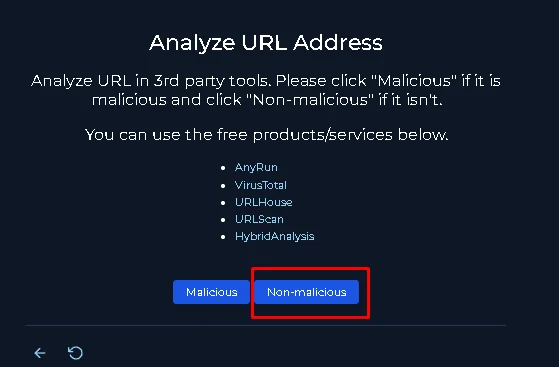 Analyze URL Address
Analyze URL in 3rd party tools. Please click "Malicious" if it is
malicious and click "Non-malicious" if it isn't.
You can use the free products/services below.
AnyRun
VirusTotal
URLHouse
URLScan
HybridAnalysis
Malicious Non-malicious